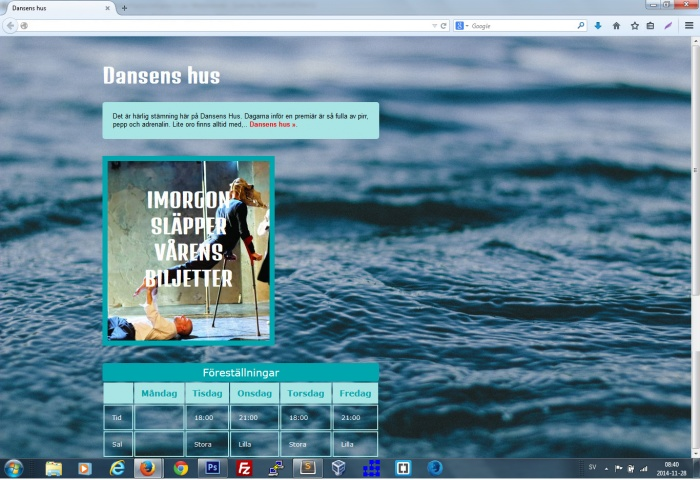 Dansens hus
Google
Dansens hus
Det är härlig stämning här på Dansens Hus. Dagarna inför en premiär är så fulla av pirr,
pepp och adrenalin. Lite oro finns alltid med,.. Dansens hus ».
IMORGON
SLÄPPER
VÅRENS
BILJETTER
Föreställningar
Måndag Tisdag Onsdag Torsdag Fredag
Tid 18:00 21:00 18:00 21:00
Sal Stora Lilla Stora Lilla
SV 08:40
2014-11-28